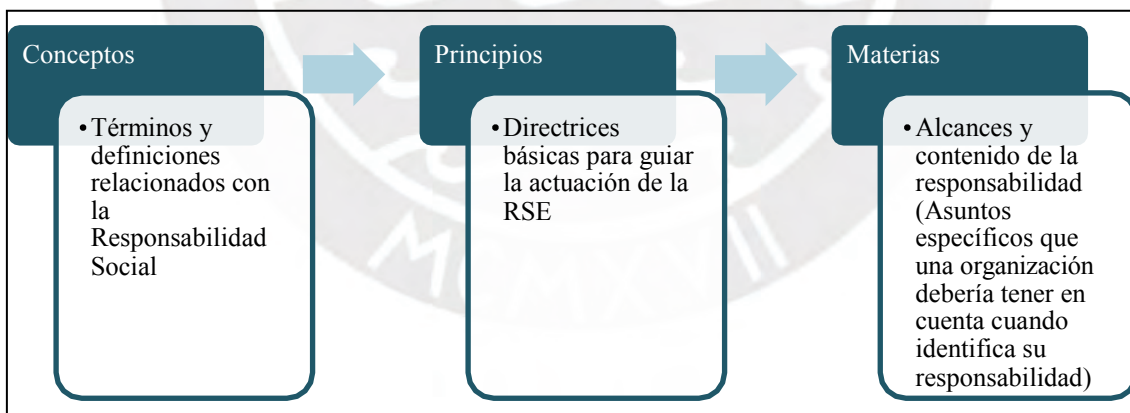 Conceptos
•Términos y
definiciones
relacionados con
la
Responsabilidad
Social
Principios
•Directrices
básicas para guiar
la actuación de la
RSE
Materias
•Alcances y
contenido de la
responsabilidad
(Asuntos
específicos que
una organización
debería tener en
cuenta cuando
identifica su
responsabilidad)
MCMXVII